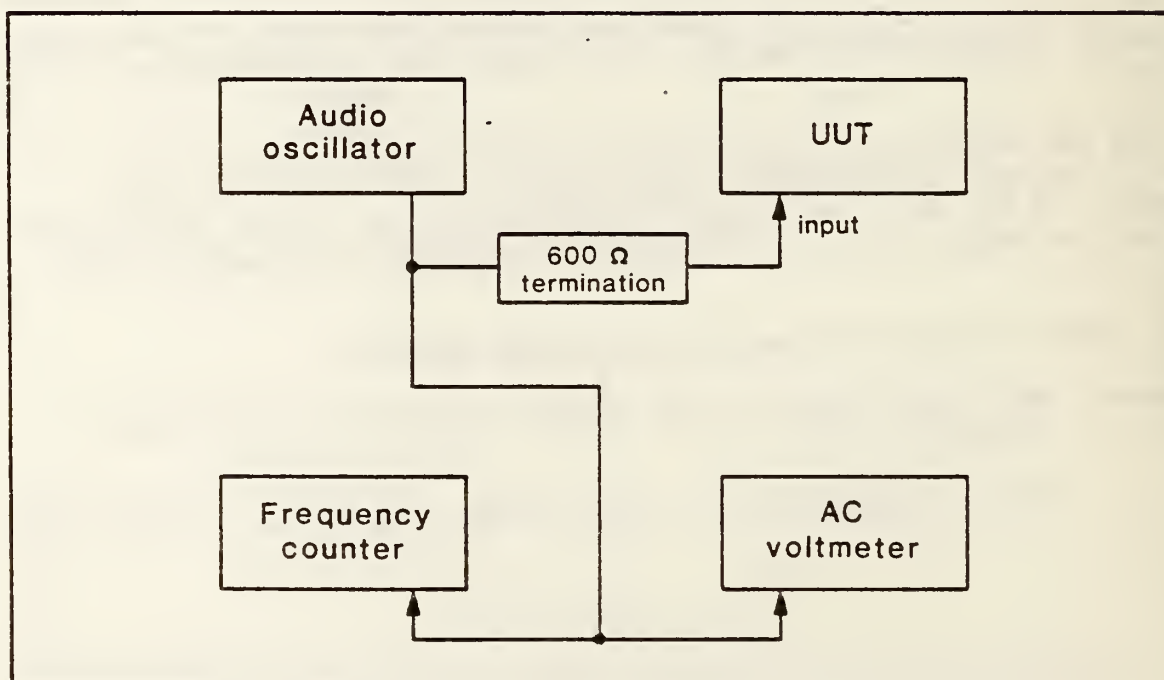 Audio
oscillator
UUT
input
600 Ω
termination
Frequency
counter
AC
voltmeter